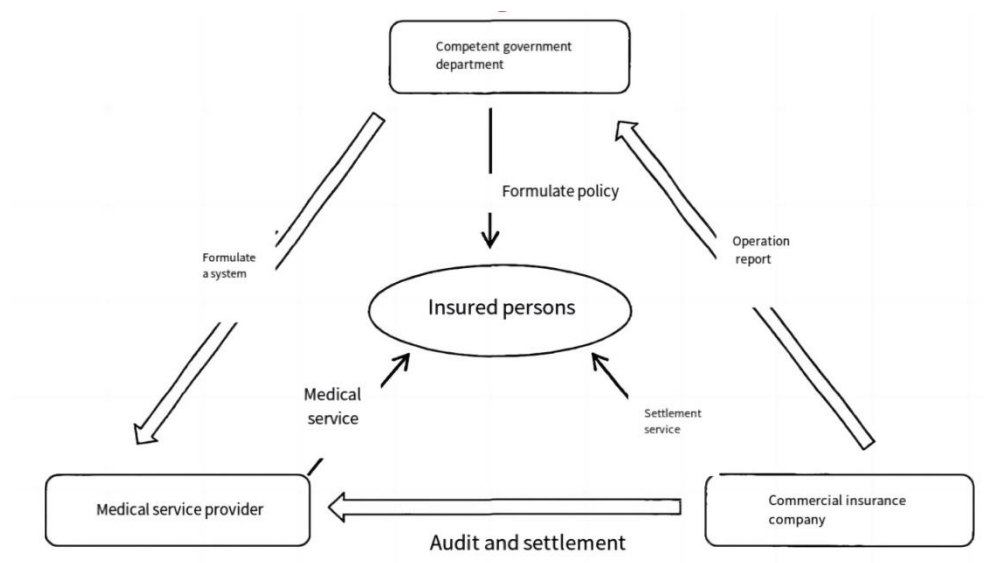 Competent government
department
Formulate policy
Formulate
a system
Operation
report
Insured persons
Medical
service
Settlement
service
Medical service provider
Commercial insurance
company
Audit and settlement